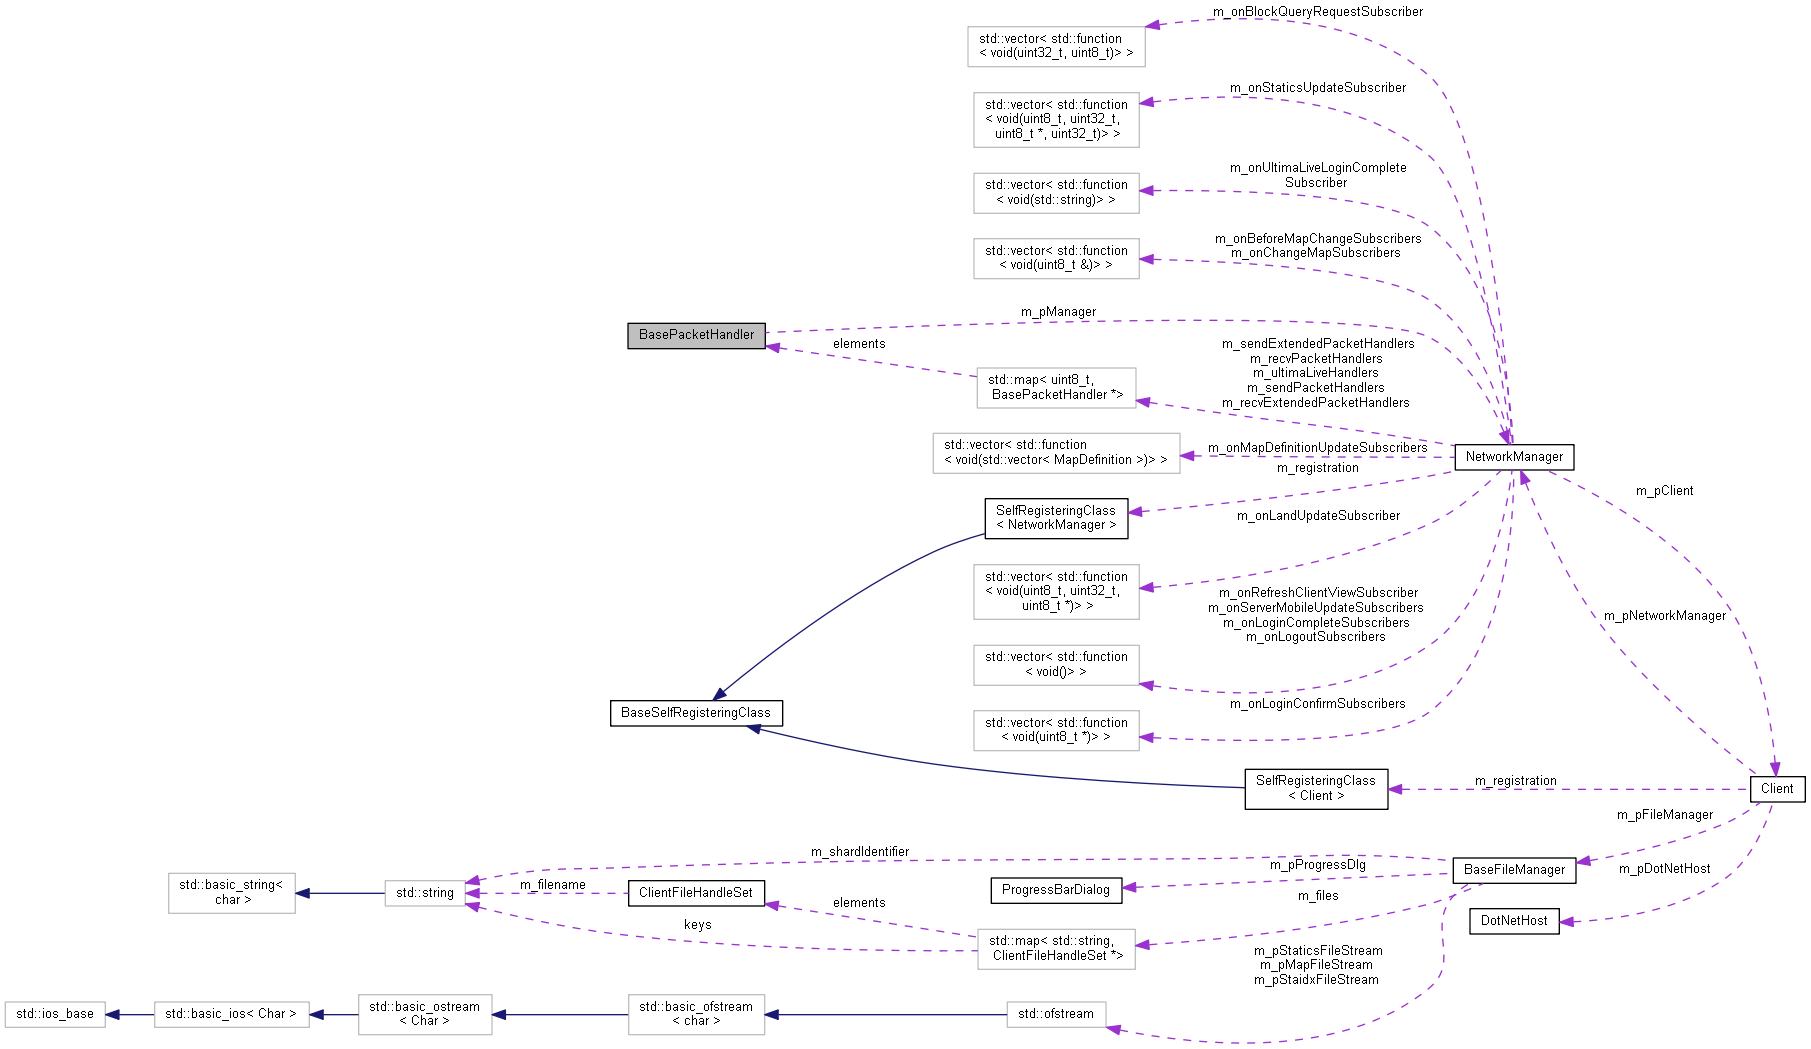 m_onBlockQueryRequestSubscriber
std::vector< std::function
< void(uint32_t, uint8_t)> >
m_onStaticsUpdateSubscriber
std::vector< std::function
< void(uint8_t, uint32_t,
uint8_t *, uint32_t)> >
m_onUltimaLiveLoginComplete
Subscriber
std::vector< std::function
< void(std::string)> >
m_onBeforeMapChangeSubscribers
m_onChangeMapSubscribers
std::vector< std::function
< void(uint8_t &)> >
m_pManager
BasePacketHandler
elements
m_sendExtendedPacketHandlers
m_recvPacketHandlers
m_ultimaLiveHandlers
m_sendPacketHandlers
m_recvExtendedPacketHandlers
std::map< uint8_t,
BasePacketHandler *>
std::vector< std::function
< void(std::vector< MapDefinition >)> >
m_onMapDefinitionUpdateSubscribers
NetworkManager
m_registration
m_pClient
SelfRegisteringClass
< NetworkManager >
m_onLandUpdateSubscriber
std::vector< std::function
< void(uint8_t, uint32_t,
uint8_t *)> >
m_onRefreshClientViewSubscriber
m_onServerMobileUpdateSubscribers
m_onLoginCompleteSubscribers
m_onLogoutSubscribers
m_pNetworkManager
std::vector< std::function
< void()> >
m_onLoginConfirmSubscribers
BaseSelfRegisteringClass
std::vector< std::function
< void(uint8_t *)> >
SelfRegisteringClass
< Client >
m_registration
Client
m_pFileManager
m_shardIdentifier
m_pProgressDlg
BaseFileManager
m_pDotNetHost
std::basic_string<
char >
std::string
m_filename
ClientFileHandleSet
ProgressBarDialog
m_files
elements
keys
DotNetHost
std::map< std::string,
ClientFileHandleSet *>
m_pStaticsFileStream
m_pMapFileStream
m_pStaidxFileStream
std::ios_base
std::basic_ios< Char >
std::basic_ostream
< Char >
std::basic_ofstream
< char >
std::ofstream